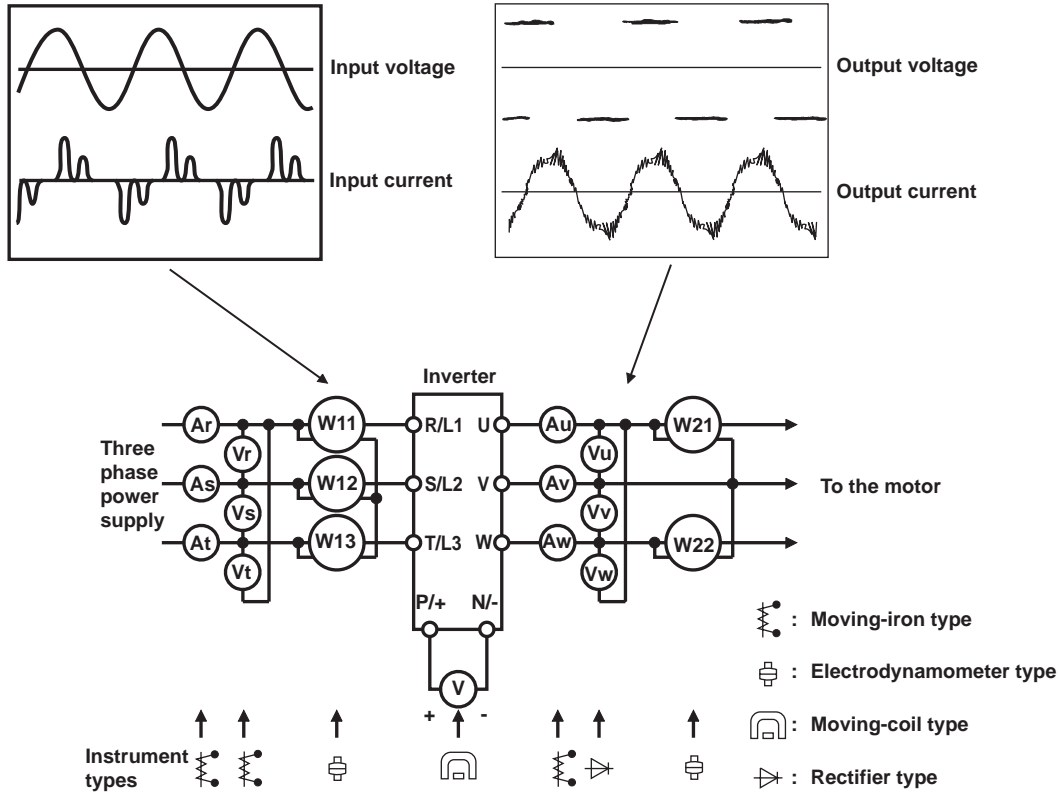 Input voltage
Input current
Output voltage
Output current
Inverter
Three
phase
power
supply
Ar
Vr
As
Vs
At
Vt
W11
W12
W13
R/L1
S/L2
T/L3
U
V
W
P/+
N/-
V
+
-
Au
Vu
Av
Vv
Aw
Vw
W21
W22
To the motor
Instrument
types
: Moving-iron type
: Electrodynamometer type
: Moving-coil type
: Rectifier type